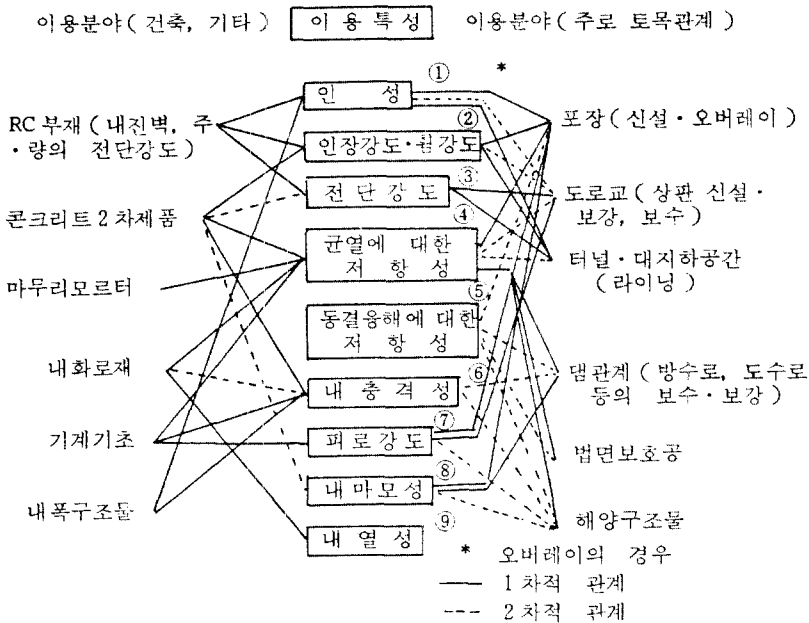 이용분야(건축, 기타) 이용특성 이용분야(주로 토목관계)
① *
인 성
RC 부재(내진벽, 주
・량의 전단강도)
② 
인장강도・휨강도
포장(신설・오버레이)
③
전단강도
④
도로교(상판 신설・
보강, 보수)
콘크리트 2차제품
균열에 대한
저 항 성
터널・대지하공간
(라이닝)
마무리모르터
⑤
동결융해에 대한
저 항 성
내화로재
⑥
내충격성
댐관계(방수로, 도수로
등의 보수・보강)
⑦
기계기초
피로강도
법면보호공
⑧
내마모성
내폭구조물
⑨
내열성
해양구조물
* 오버레이의 경우
1차적 관계
2차적 관계